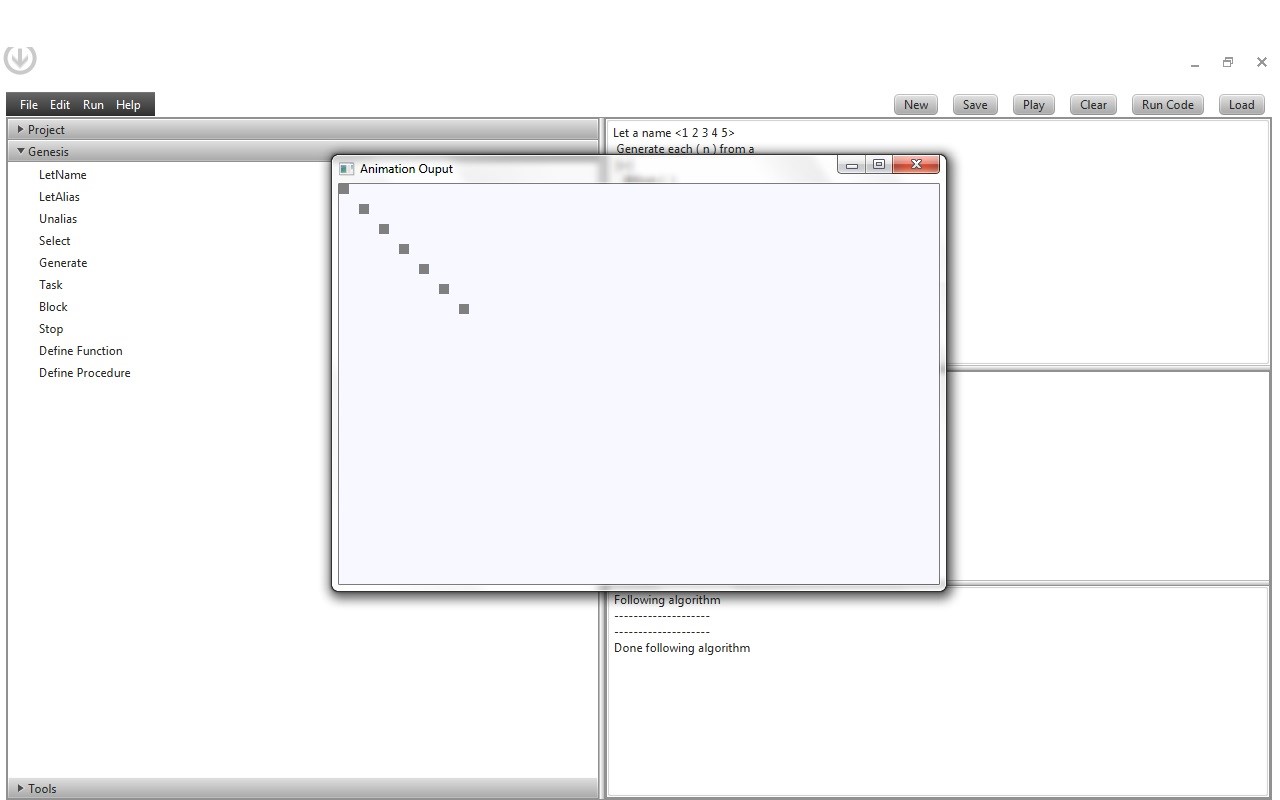 File Edit Run Help
New Save Play Clear Run Code Load
Project
Genesis
LetName
LetAlias
Unalias
Select
Generate
Task
Block
Stop
Define Function
Define Procedure
Tools
Let a name <1 2 3 4 5>
Generate each ( n ) from a
Animation Ouput
Following algorithm
--------------------
--------------------
Done following algorithm